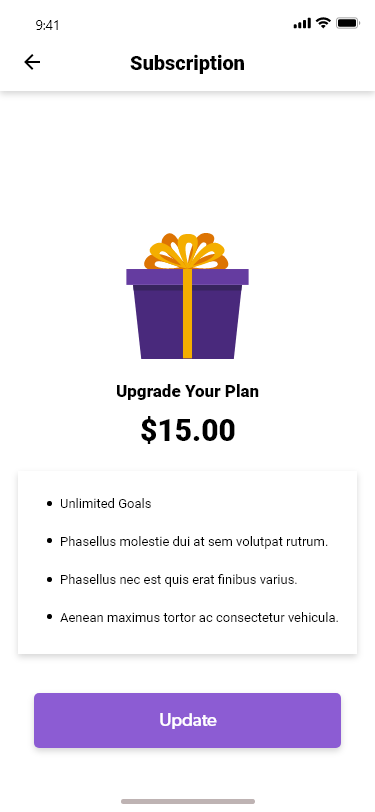 9:41
Subscription
Upgrade Your Plan
$15.00
Unlimited Goals
Phasellus molestie dui at sem volutpat rutrum.
Phasellus nec est quis erat finibus varius.
Aenean maximus tortor ac consectetur vehicula.
Update